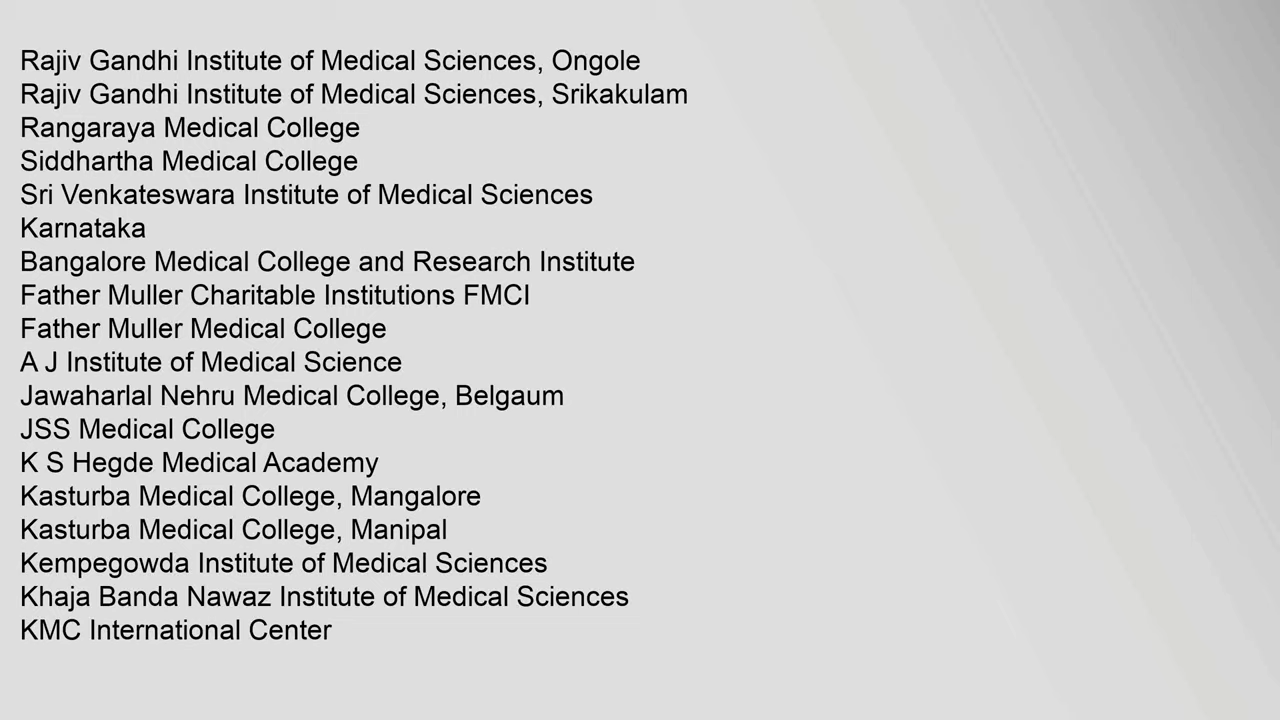 Rajiv Gandhi Institute of Medical Sciences, Ongole
Rajiv Gandhi Institute of Medical Sciences, Srikakulam
Rangaraya Medical College
Siddhartha Medical College
Sri Venkateswara Institute of Medical Sciences
Karnataka
Bangalore Medical College and Research Institute
Father Muller Charitable Institutions FMCI
Father Muller Medical College
A J Institute of Medical Science
Jawaharlal Nehru Medical College, Belgaum
JSS Medical College
K S Hegde Medical Academy
Kasturba Medical College, Mangalore
Kasturba Medical College, Manipal
Kempegowda Institute of Medical Sciences
Khaja Banda Nawaz Institute of Medical Sciences
KMC International Center